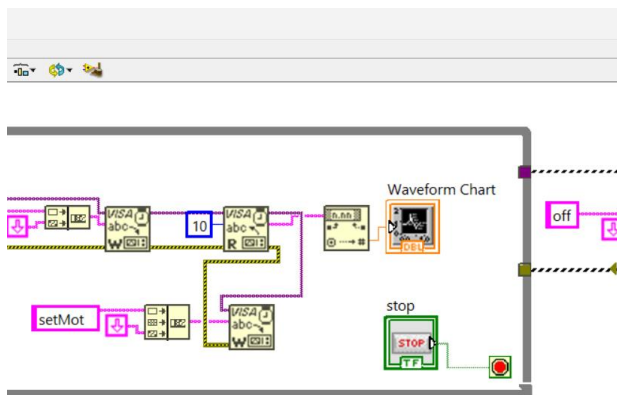 Waveform Chart
VISA
abc
W
10
VISA
abc
R
n.nn
DBL
off
setMot
VISA
abc
W
stop
STOP
TF